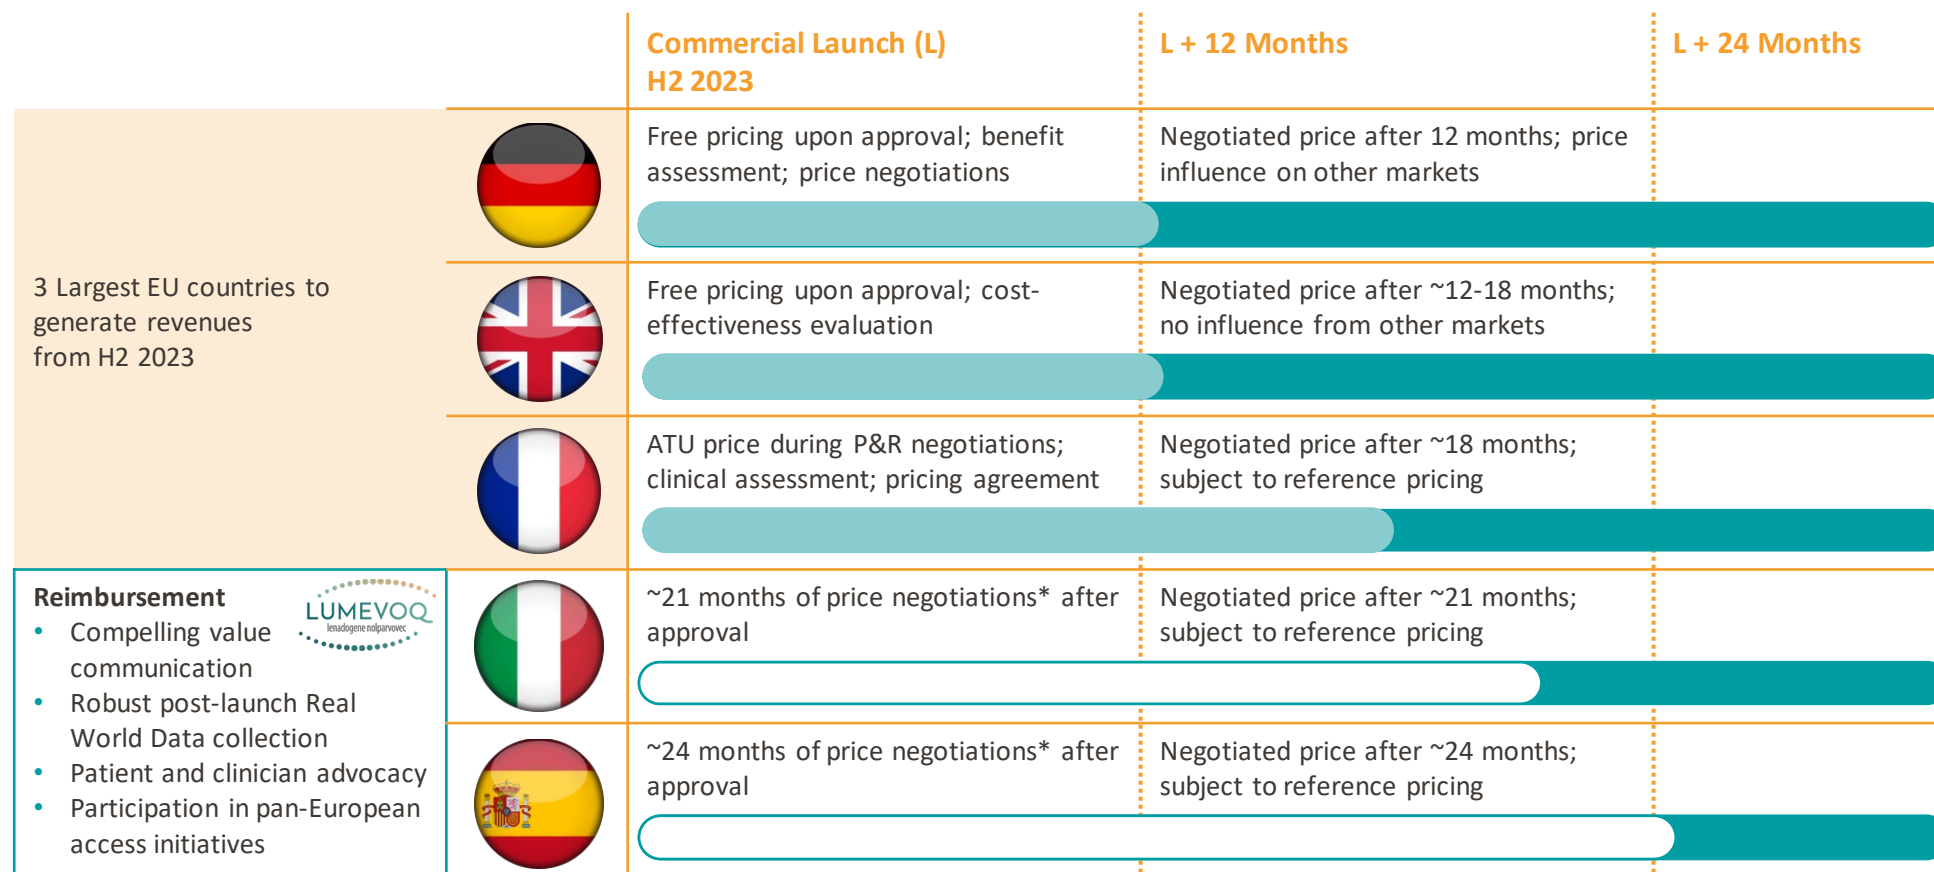 Commercial Launch (L)
H2 2023
L + 12 Months
L + 24 Months
3 Largest EU countries to
generate revenues
from H2 2023
Free pricing upon approval; benefit
assessment; price negotiations
Negotiated price after 12 months; price
influence on other markets
Free pricing upon approval; cost-
effectiveness evaluation
Negotiated price after ~12-18 months;
no influence from other markets
ATU price during P&R negotiations;
clinical assessment; pricing agreement
Negotiated price after ~18 months;
subject to reference pricing
Reimbursement
• Compelling value
communication
• Robust post-launch Real
World Data collection
• Patient and clinician advocacy
• Participation in pan-European
access initiatives
LUMEVOQ
lenadogene nolparvovec
~21 months of price negotiations* after
approval
Negotiated price after ~21 months;
subject to reference pricing
~24 months of price negotiations* after
approval
Negotiated price after ~24 months;
subject to reference pricing